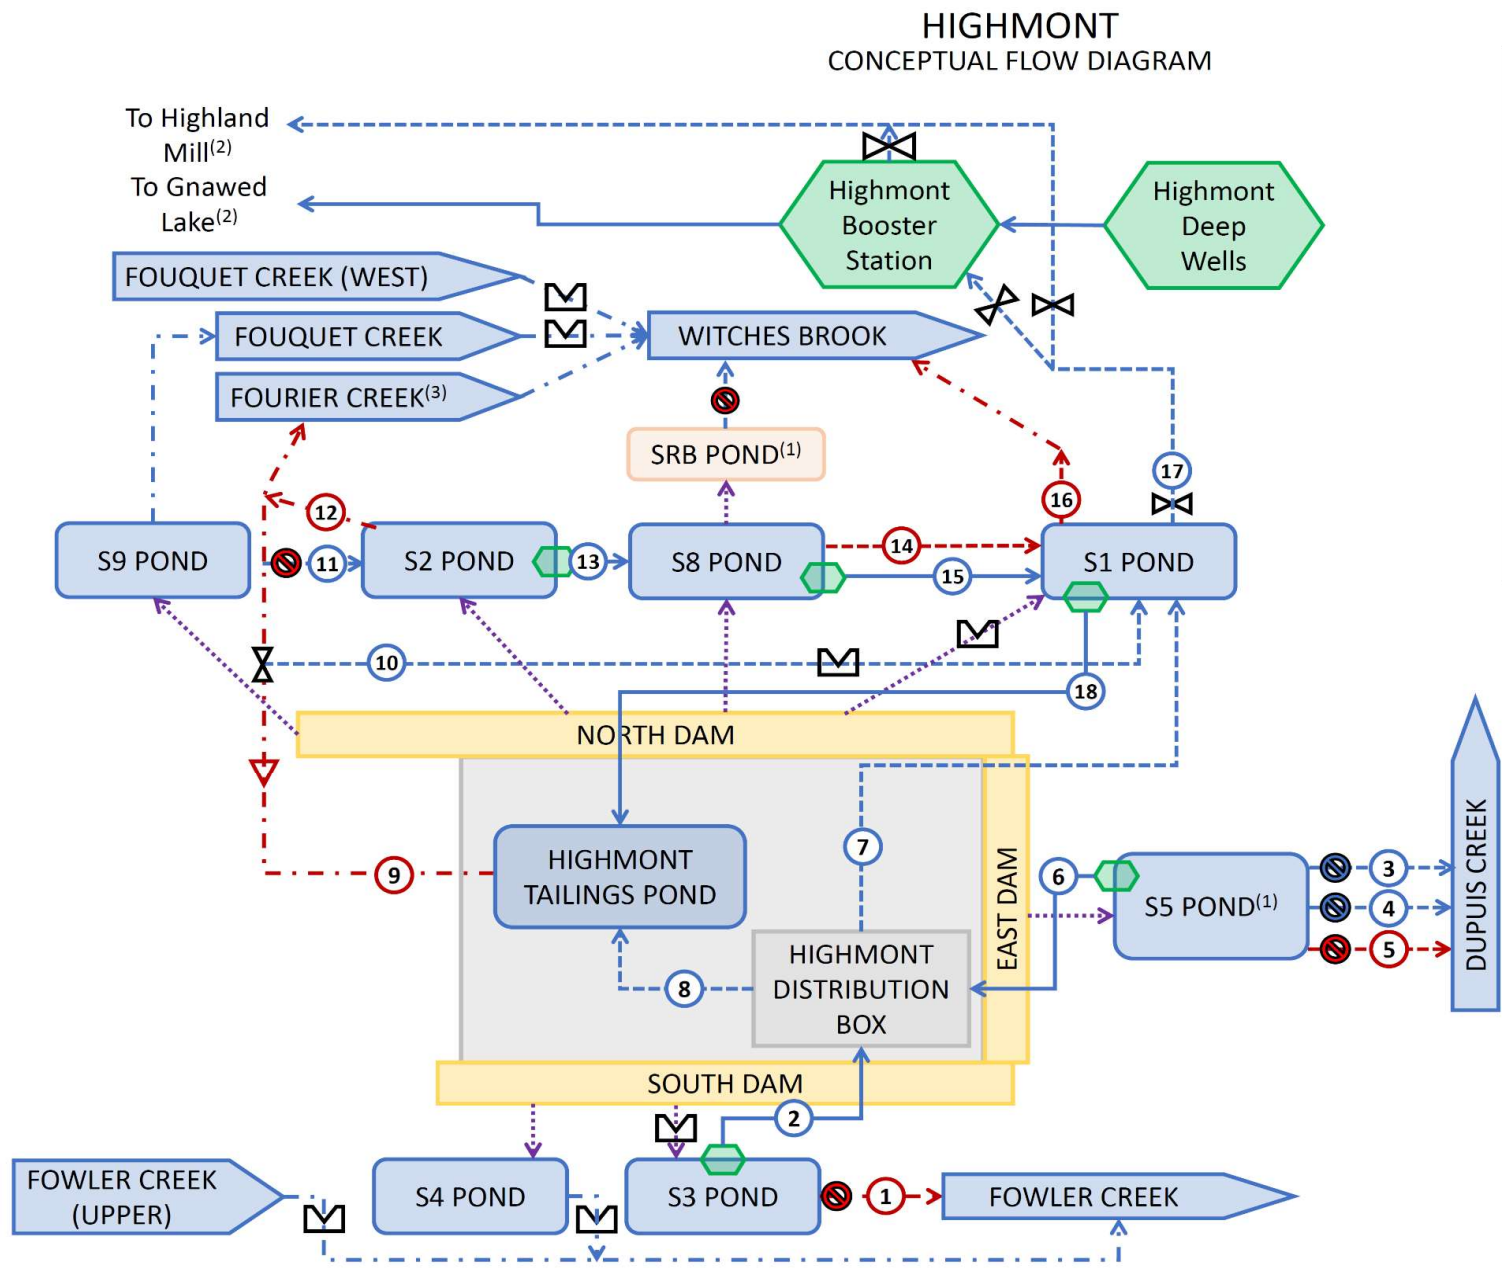 HIGHMONT
CONCEPTUAL FLOW DIAGRAM
To Highland
Mill(2)
To Gnawed
Lake(2)
Highmont
Booster
Station
Highmont
Deep
Wells
FOUQUET CREEK (WEST)
FOUQUET CREEK
WITCHES BROOK
FOURIER CREEK(3)
SRB POND(1)
17
16
12
S9 POND
11
S2 POND
13
S8 POND
14
15
S1 POND
10
18
NORTH DAM
HIGHMONT
TAILINGS POND
9
7
EAST DAM
6
S5 POND(1)
3
4
5
DUPUIS CREEK
8
HIGHMONT
DISTRIBUTION
BOX
SOUTH DAM
2
FOWLER CREEK
(UPPER)
S4 POND
S3 POND
1
FOWLER CREEK